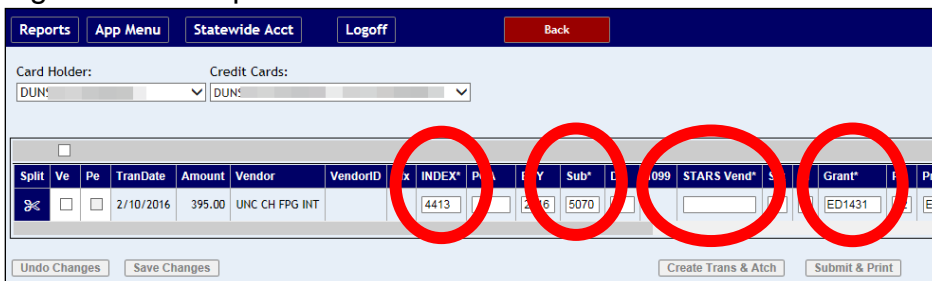 Reports App Menu Statewide Acct Logoff Back
Card Holder: Credit Cards:
DUNS DUNS
Split Ve Pe TranDate Amount Vendor VendorID INDEX* Sub* 1099 STARS Vend* Grant*
2/10/2016 395.00 UNC CH FPG INT 4413 5070 ED1431
Undo Changes Save Changes Create Trans & Atch Submit & Print